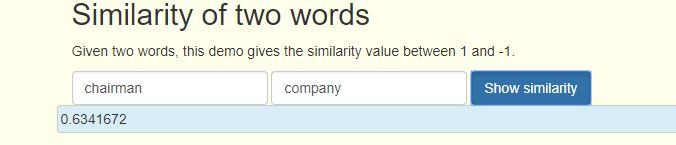 Similarity of two words
Given two words, this demo gives the similarity value between 1 and -1.
chairman company Show similarity
0.6341672